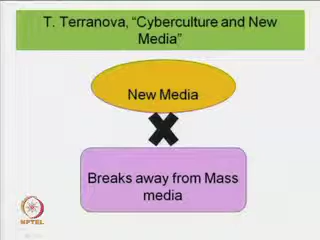 T. Terranova, "Cyberculture and New
Media"
New Media
Breaks away from Mass
media
NPTEL